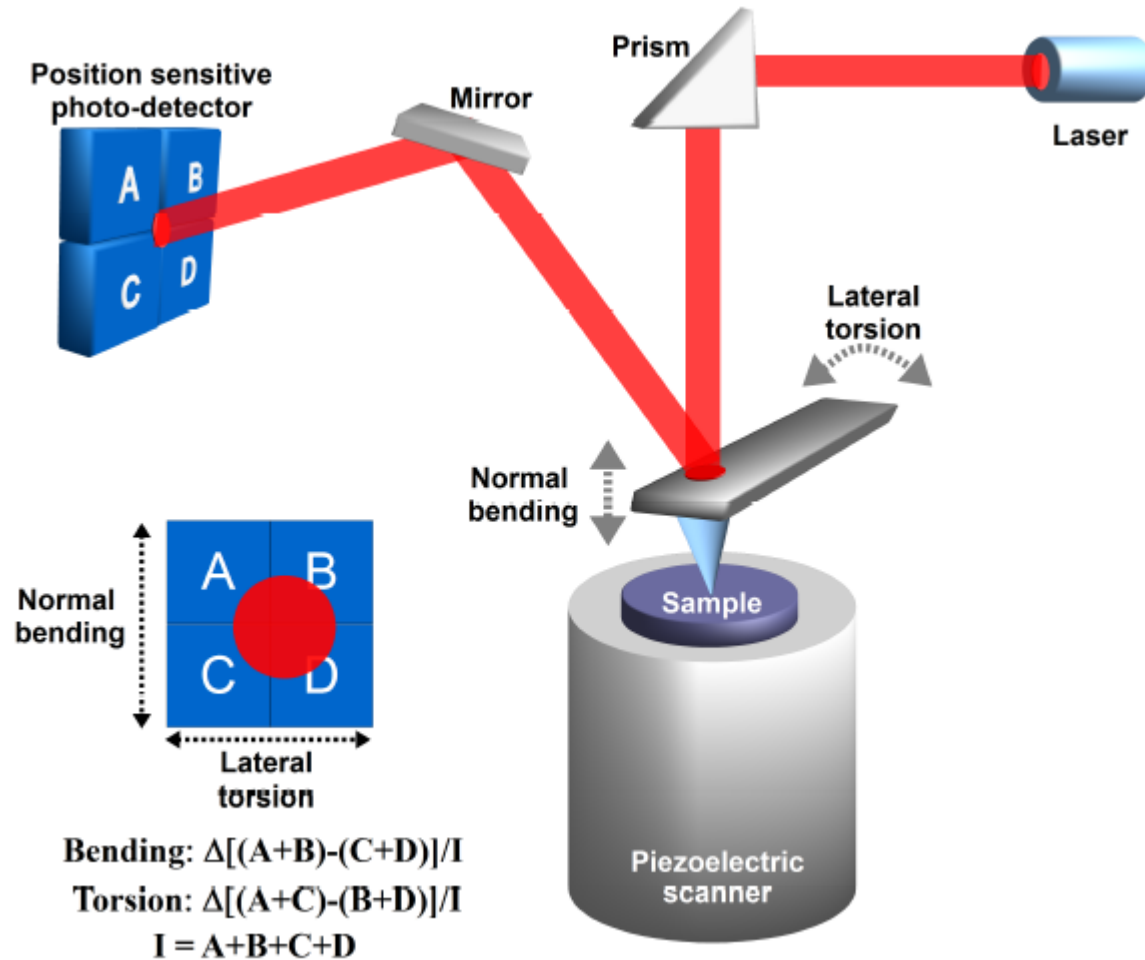 Position sensitive
photo-detector
A
B
C
D
Mirror
Prism
Laser
Lateral
torsion
Normal
bending
Sample
Piezoelectric
scanner
Normal
bending
A
B
C
D
Lateral
torsion
Bending: Δ[(A+B)-(C+D)]/I
Torsion: Δ[(A+C)-(B+D)]/I
I = A+B+C+D